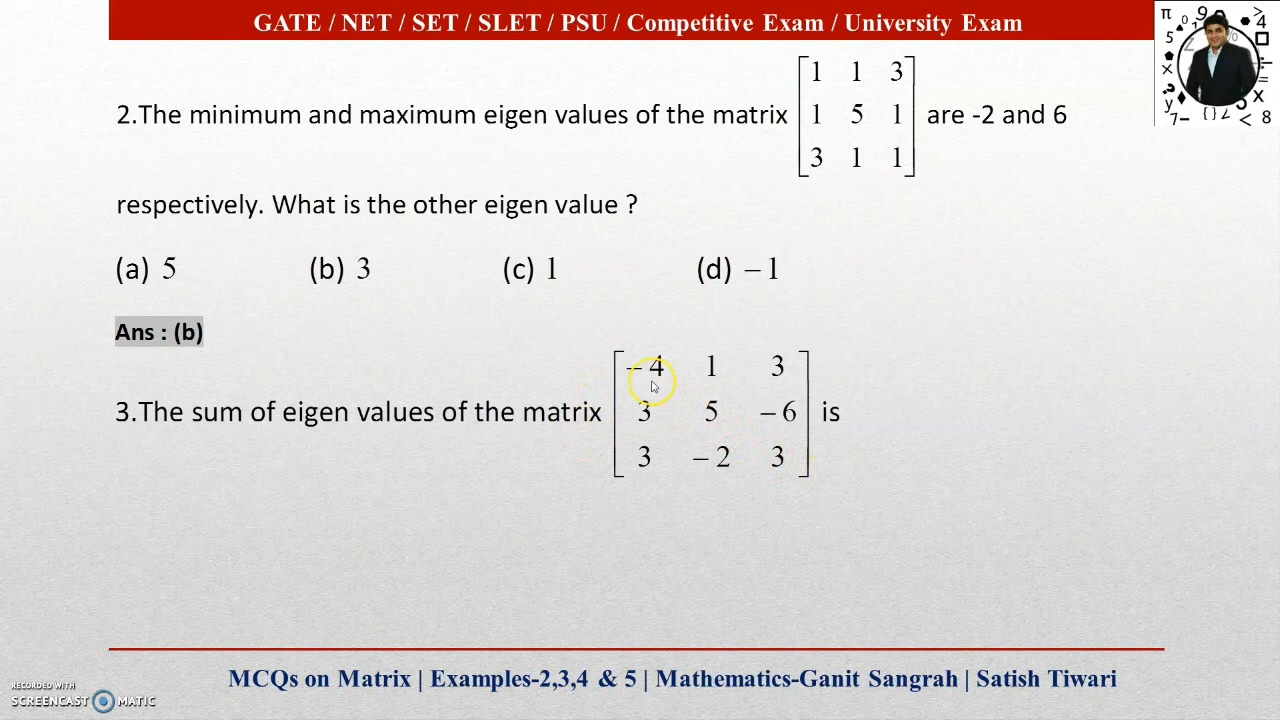 GATE / NET / SET / SLET / PSU / Competitive Exam / University Exam
2.The minimum and maximum eigen values of the matrix [1 1 3; 1 5 1; 3 1 1] are -2 and 6
respectively. What is the other eigen value ?
(a) 5 (b) 3 (c) 1 (d) – 1
Ans : (b)
3.The sum of eigen values of the matrix [– 4 1 3; 3 5 – 6; 3 – 2 3] is
MCQs on Matrix | Examples-2,3,4 & 5 | Mathematics-Ganit Sangrah | Satish Tiwari
RECORDED WITH
SCREENCAST MATIC